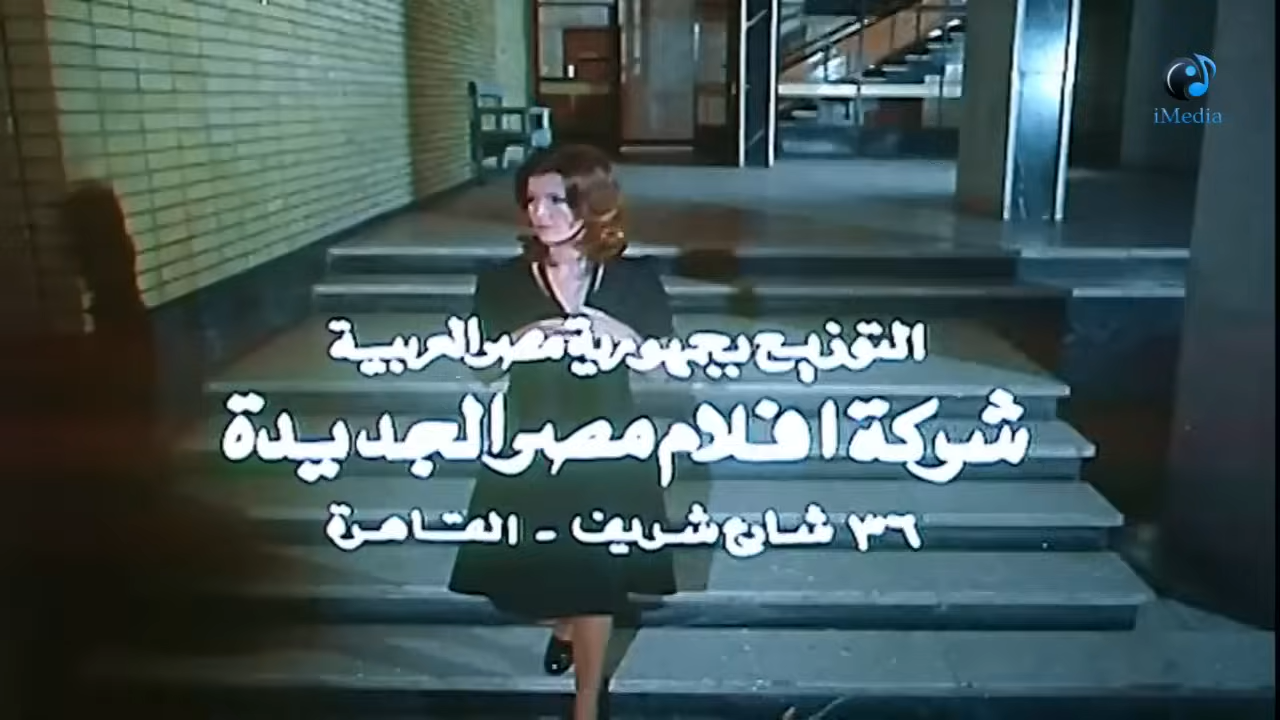 iMedia
التوزيع بجمهورية مصر العربية
شركة افلام مصر الجديدة
٣٦ شارع شريف - القاهرة